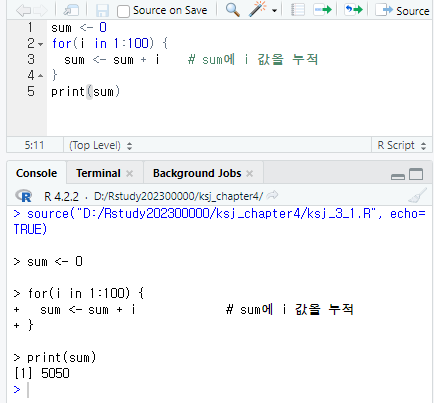 Source on Save Source
1 sum <- 0
2 for(i in 1:100) {
3 sum <- sum + i # sum에 i 값을 누적
4 }
5 print(sum)
5:11 (Top Level) R Script
Console Terminal Background Jobs
R 4.2.2 · D:/Rstudy202300000/ksj_chapter4/
> source("D:/Rstudy202300000/ksj_chapter4/ksj_3_1.R", echo=
TRUE)
> sum <- 0
> for(i in 1:100) {
+ sum <- sum + i # sum에 i 값을 누적
+ }
> print(sum)
[1] 5050
>